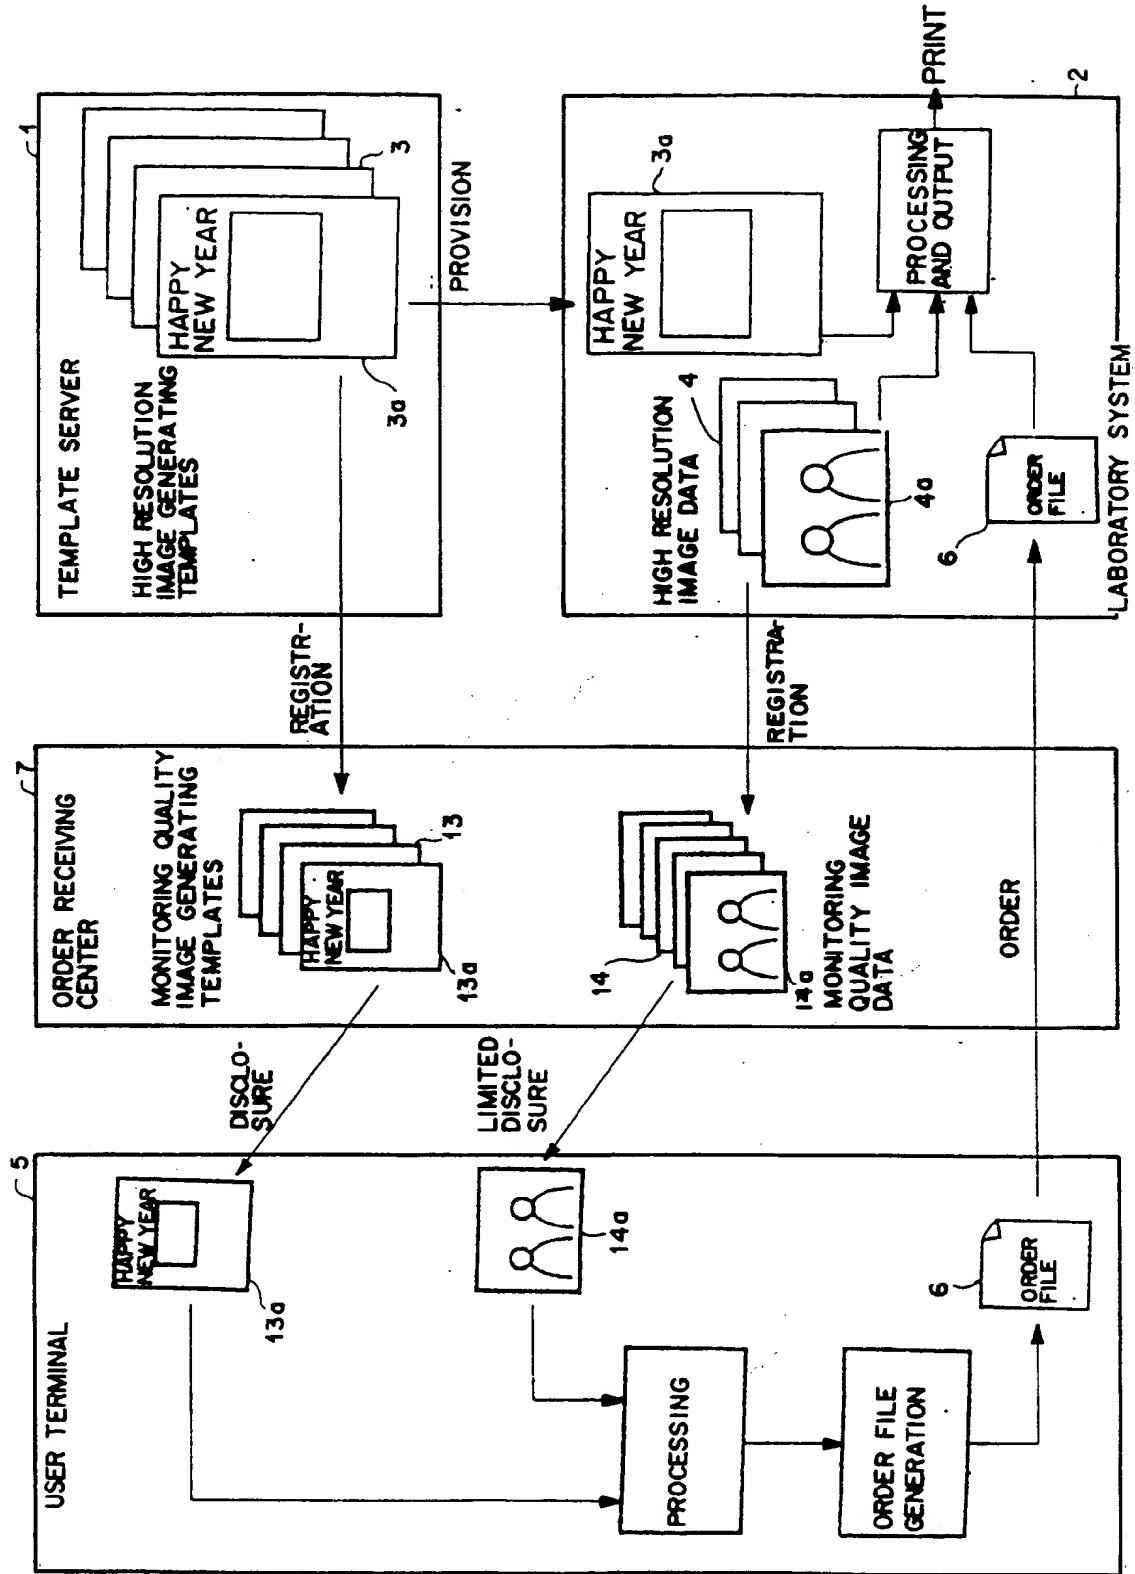 5
USER TERMINAL
HAPPY
NEW YEAR
13a
14a
PROCESSING
ORDER FILE
GENERATION
6
ORDER
FILE
DISCLO-
SURE
LIMITED
DISCLO-
SURE
7
ORDER RECEIVING
CENTER
MONITORING QUALITY
IMAGE GENERATING
TEMPLATES
HAPPY
NEW YEAR
13
13a
14
14a
MONITORING
QUALITY IMAGE
DATA
ORDER
REGISTR-
ATION
REGISTRA-
TION
1
TEMPLATE SERVER
HIGH RESOLUTION
IMAGE GENERATING
TEMPLATES
HAPPY
NEW YEAR
3
3a
PROVISION
HIGH RESOLUTION
IMAGE DATA
4
4a
HAPPY
NEW YEAR
3a
PROCESSING
AND OUTPUT
PRINT
6
ORDER
FILE
2
LABORATORY SYSTEM